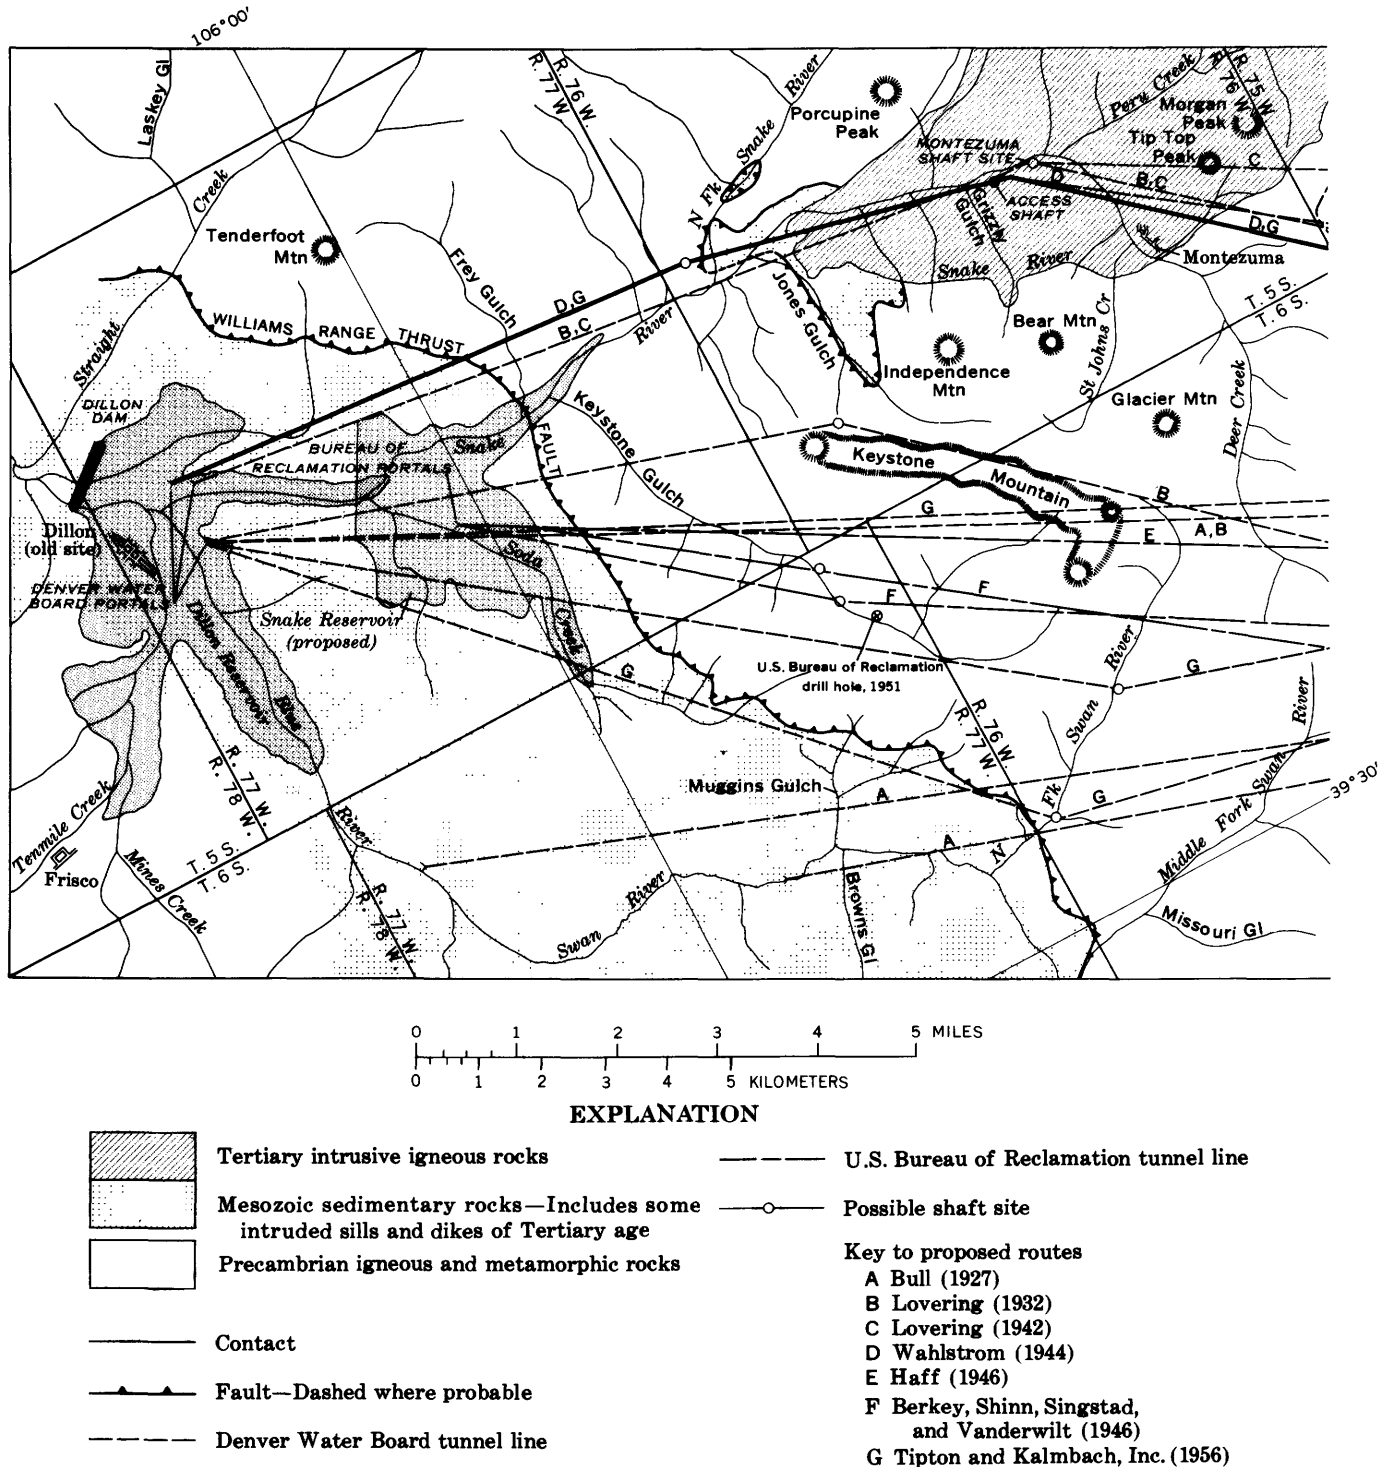 106°00'
Laskey Gl
R. 76 W.
R. 77 W.
River
Snake
N Fk
Porcupine
Peak
Peru Creek
R. 75 W.
R. 76 W.
Morgan
Peak
Tip Top
Peak
MONTEZUMA
SHAFT SITE
C
D
B,C
ACCESS
SHAFT
Grizzly
Gulch
D,G
Creek
Tenderfoot
Mtn
Frey Gulch
Montezuma
Snake River
T. 5 S.
T. 6 S.
D,G
B,C
River
Jones Gulch
WILLIAMS RANGE THRUST
Straight
Bear Mtn
St Johns Cr
Independence
Mtn
Glacier Mtn
Deer Creek
DILLON
DAM
Keystone Gulch
FAULT
Snake
BUREAU OF
RECLAMATION PORTALS
Keystone
Mountain
B
G
A,B
E
Dillon
(old site)
Soda
DENVER WATER
BOARD PORTALS
F
F
Snake Reservoir
(proposed)
Dillon Reservoir
Blue
Creek
U.S. Bureau of Reclamation
drill hole, 1951
G
G
River
Swan
River
R. 76 W.
R. 77 W.
R. 77 W.
R. 78 W.
Muggins Gulch
A
Fk
G
39°30'
Tenmile Creek
Frisco
T. 5 S.
T. 6 S.
River
Mines Creek
A
N
Middle Fork Swan
R. 77 W.
R. 78 W.
Swan River
Browns Gl
Missouri Gl
0 1 2 3 4 5 MILES
0 1 2 3 4 5 KILOMETERS
EXPLANATION
Tertiary intrusive igneous rocks
Mesozoic sedimentary rocks—Includes some
intruded sills and dikes of Tertiary age
Precambrian igneous and metamorphic rocks
Contact
Fault—Dashed where probable
Denver Water Board tunnel line
U.S. Bureau of Reclamation tunnel line
Possible shaft site
Key to proposed routes
A Bull (1927)
B Lovering (1932)
C Lovering (1942)
D Wahlstrom (1944)
E Haff (1946)
F Berkey, Shinn, Singstad,
and Vanderwilt (1946)
G Tipton and Kalmbach, Inc. (1956)